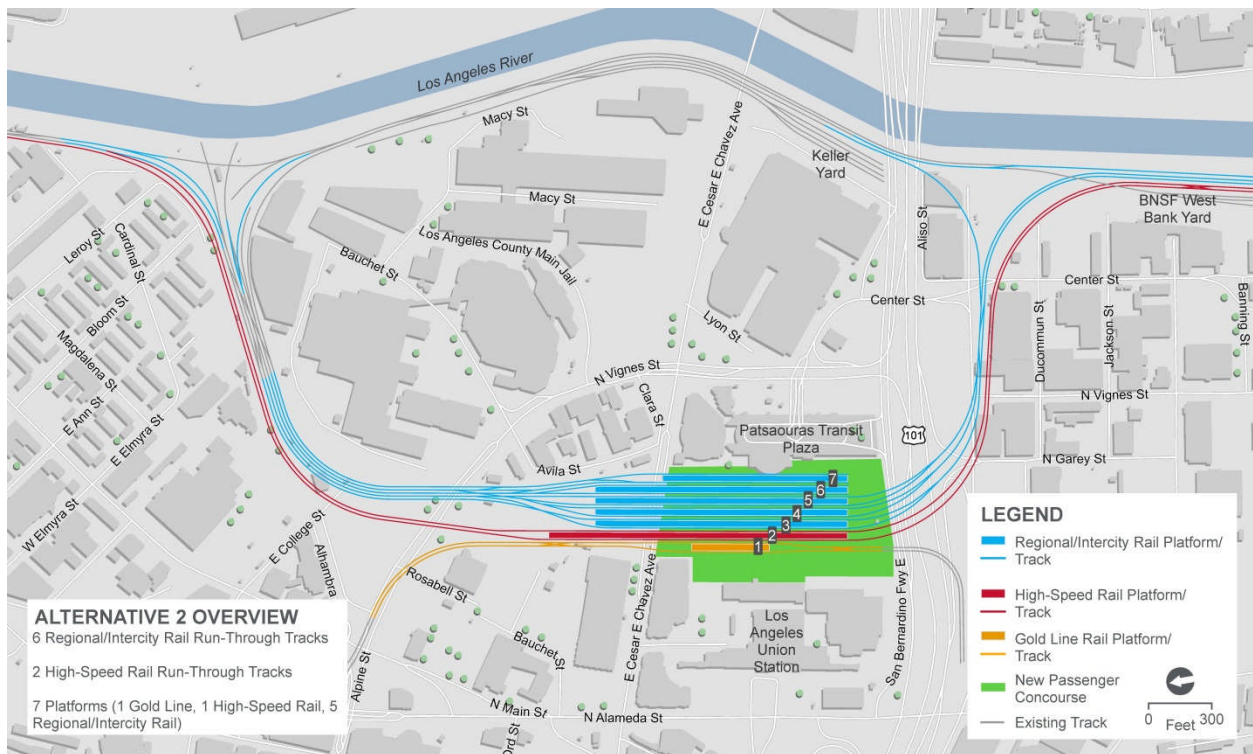 Los Angeles River
Macy St
Macy St
Los Angeles County Main Jail
Bauchet St
E Cesar E Chavez Ave
Keller
Yard
Aliso St
BNSF West
Bank Yard
Leroy St
Cardinal St
Bloom St
Magdalena St
E Ann St
E Elmyra St
W Elmyra St
E College St
Alhambra
Center St
Center St
Lyon St
N Vignes St
Clara St
Ducommun St
Jackson St
Banning St
N Vignes St
Patsaouras Transit
Plaza
101
N Garey St
Avila St
7
6
5
4
3
2
1
Rosabell St
Bauchet St
E Cesar E Chavez Ave
Los
Angeles
Union
Station
San Bernardino Fwy E
Alpine St
N Main St
N Alameda St
Ord St
ALTERNATIVE 2 OVERVIEW
6 Regional/Intercity Rail Run-Through Tracks
2 High-Speed Rail Run-Through Tracks
7 Platforms (1 Gold Line, 1 High-Speed Rail, 5
Regional/Intercity Rail)
LEGEND
Regional/Intercity Rail Platform/
Track
High-Speed Rail Platform/
Track
Gold Line Rail Platform/
Track
New Passenger
Concourse
Existing Track
0 300
Feet